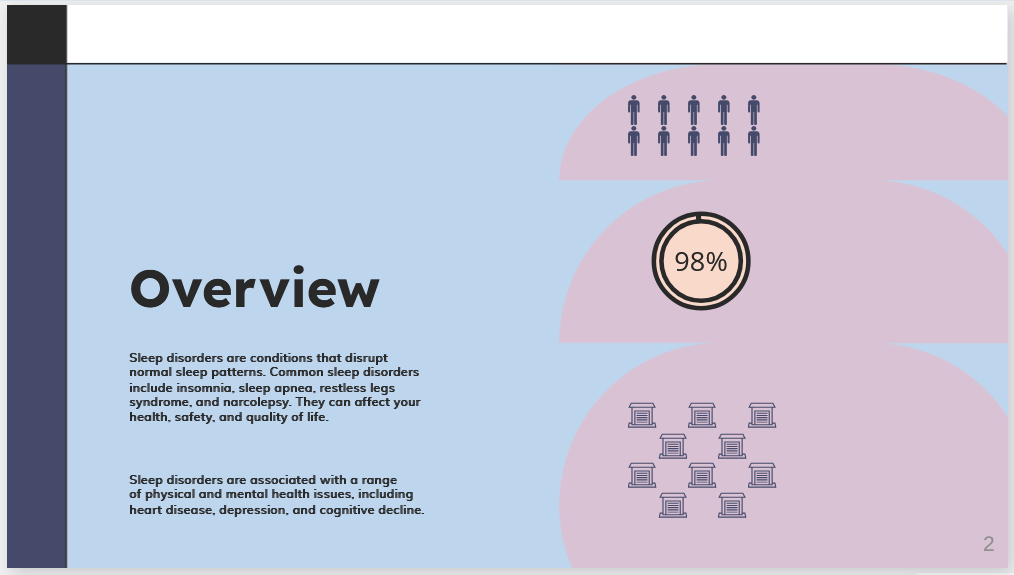 Overview
Sleep disorders are conditions that disrupt
normal sleep patterns. Common sleep disorders
include insomnia, sleep apnea, restless legs
syndrome, and narcolepsy. They can affect your
health, safety, and quality of life.
Sleep disorders are associated with a range
of physical and mental health issues, including
heart disease, depression, and cognitive decline.
98%
2